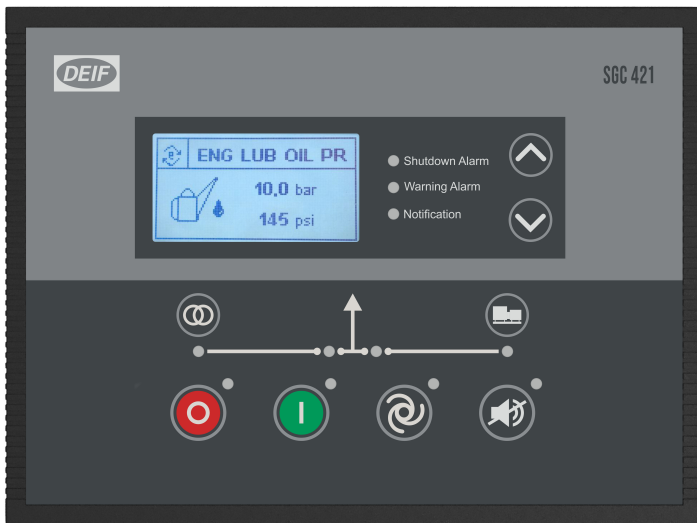 DEIF
SGC 421
ENG LUB OIL PR
10,0 bar
145 psi
Shutdown Alarm
Warning Alarm
Notification